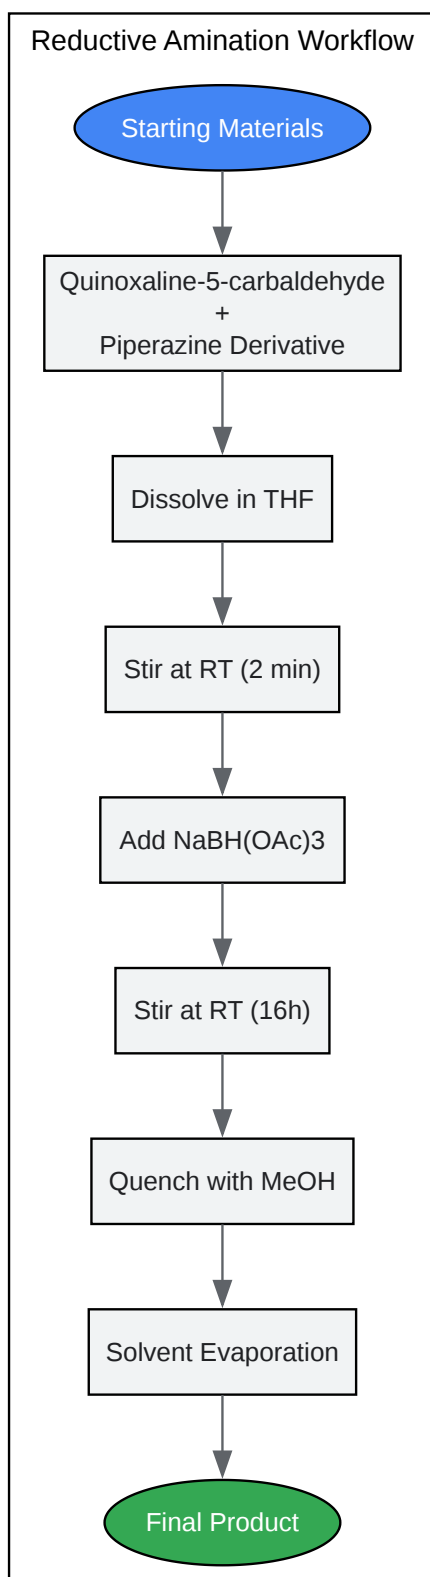 Reductive Amination Workflow
Starting Materials
Quinoxaline-5-carbaldehyde
+
Piperazine Derivative
Dissolve in THF
Stir at RT (2 min)
Add NaBH(OAc)3
Stir at RT (16h)
Quench with MeOH
Solvent Evaporation
Final Product